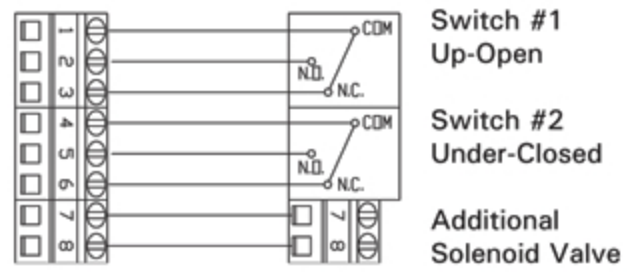 1 COM Switch #1
2 N.O. Up-Open
3 N.C.
4 COM Switch #2
5 N.O. Under-Closed
6 N.C.
7 7 Additional
8 8 Solenoid Valve